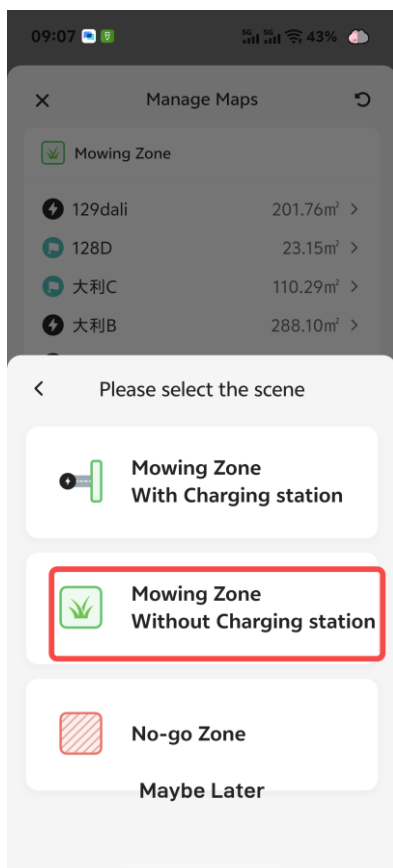 09:07
5G 5G 43%
Manage Maps
Mowing Zone
129dali 201.76㎡
128D 23.15㎡
大利C 110.29㎡
大利B 288.10㎡
Please select the scene
Mowing Zone
With Charging station
Mowing Zone
Without Charging station
No-go Zone
Maybe Later